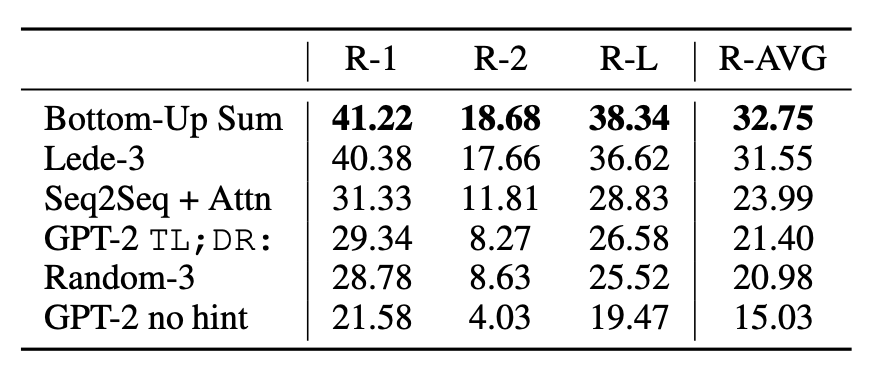 R-1 R-2 R-L R-AVG
Bottom-Up Sum 41.22 18.68 38.34 32.75
Lede-3 40.38 17.66 36.62 31.55
Seq2Seq + Attn 31.33 11.81 28.83 23.99
GPT-2 TL;DR: 29.34 8.27 26.58 21.40
Random-3 28.78 8.63 25.52 20.98
GPT-2 no hint 21.58 4.03 19.47 15.03